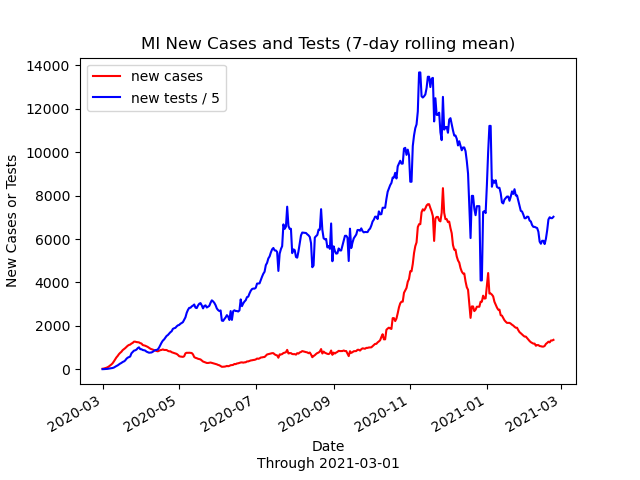 MI New Cases and Tests (7-day rolling mean)
new cases
new tests / 5
New Cases or Tests
14000
12000
10000
8000
6000
4000
2000
0
2020-03
2020-05
2020-07
2020-09
2020-11
2021-01
2021-03
Date
Through 2021-03-01